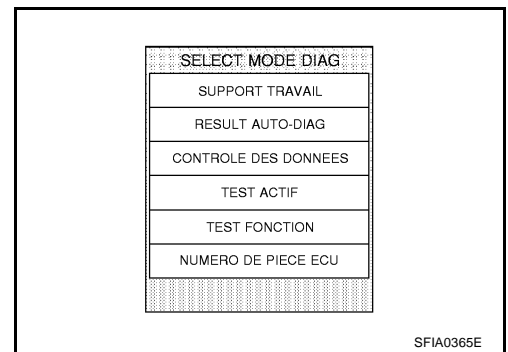 SELECT MODE DIAG
SUPPORT TRAVAIL
RESULT AUTO-DIAG
CONTROLE DES DONNEES
TEST ACTIF
TEST FONCTION
NUMERO DE PIECE ECU
SFIA0365E